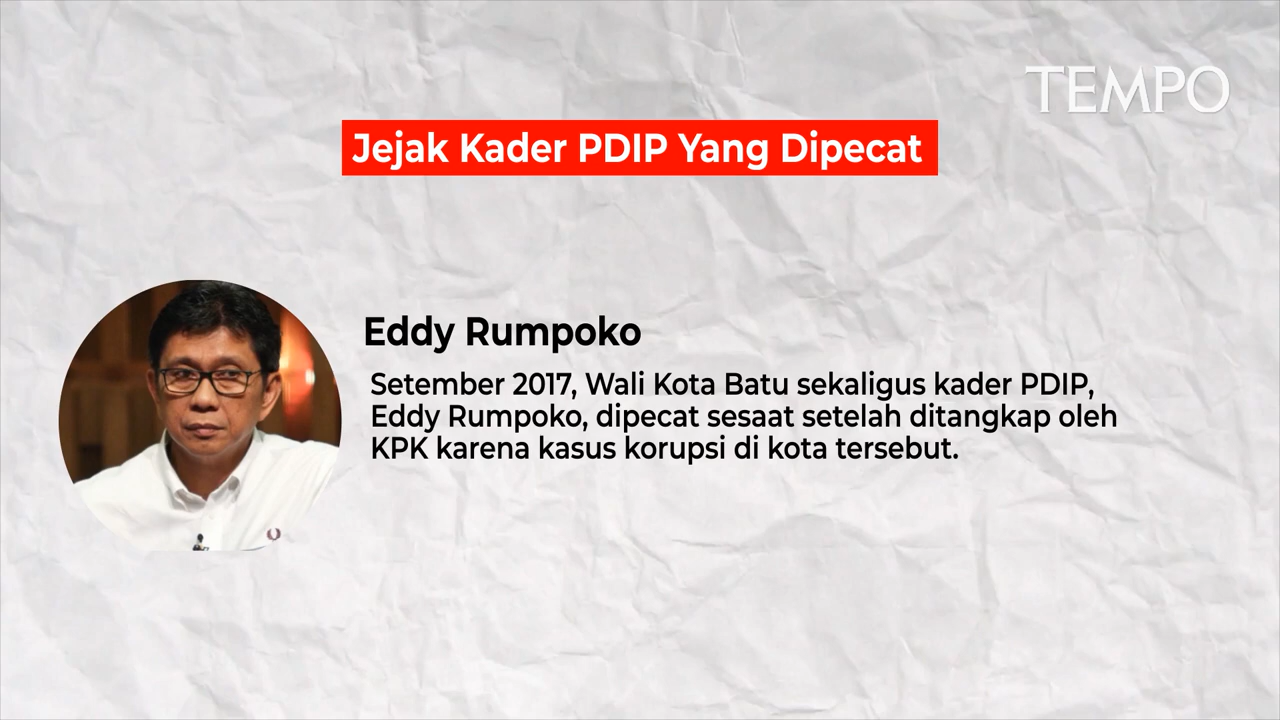 TEMPO
Jejak Kader PDIP Yang Dipecat
Eddy Rumpoko
Setember 2017, Wali Kota Batu sekaligus kader PDIP,
Eddy Rumpoko, dipecat sesaat setelah ditangkap oleh
KPK karena kasus korupsi di kota tersebut.